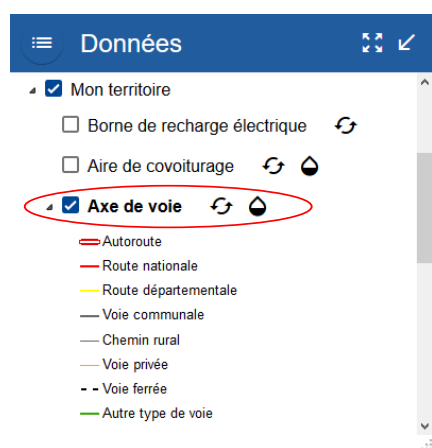 Données
Mon territoire
Borne de recharge électrique
Aire de covoiturage
Axe de voie
Autoroute
Route nationale
Route départementale
Voie communale
Chemin rural
Voie privée
Voie ferrée
Autre type de voie